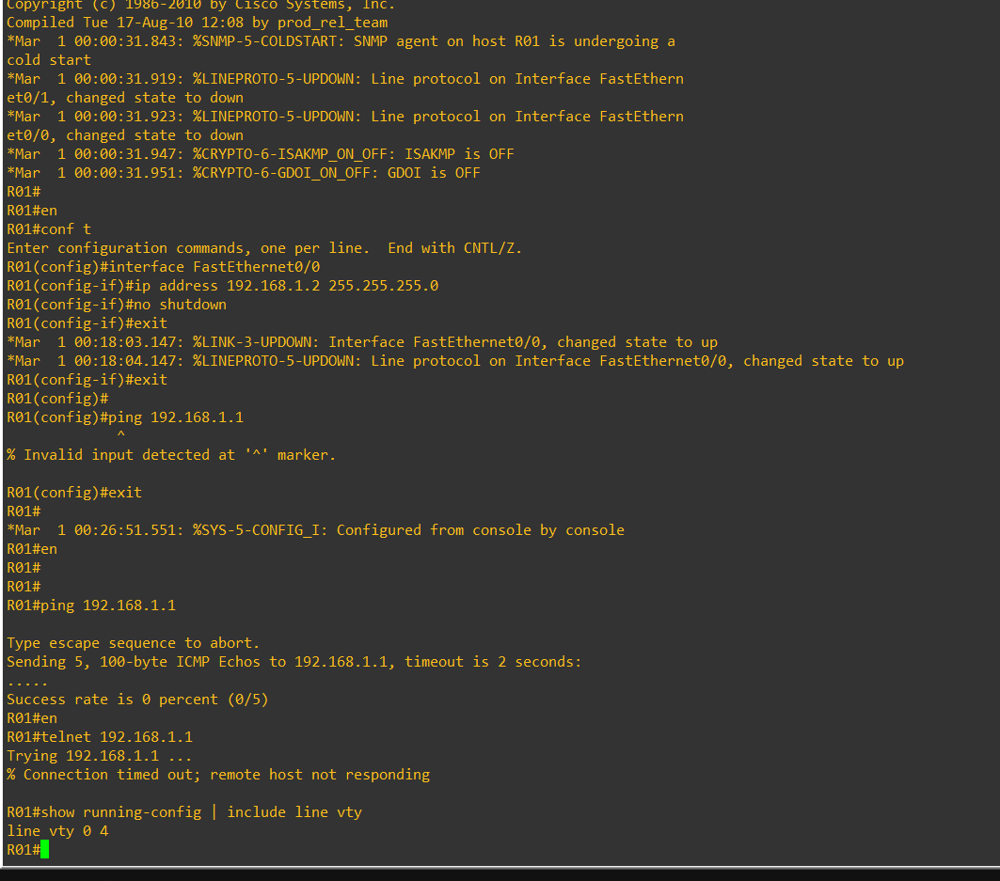 Copyright (c) 1986-2010 by Cisco Systems, Inc.
Compiled Tue 17-Aug-10 12:08 by prod_rel_team
*Mar  1 00:00:31.843: %SNMP-5-COLDSTART: SNMP agent on host R01 is undergoing a
cold start
*Mar  1 00:00:31.919: %LINEPROTO-5-UPDOWN: Line protocol on Interface FastEthern
et0/1, changed state to down
*Mar  1 00:00:31.923: %LINEPROTO-5-UPDOWN: Line protocol on Interface FastEthern
et0/0, changed state to down
*Mar  1 00:00:31.947: %CRYPTO-6-ISAKMP_ON_OFF: ISAKMP is OFF
*Mar  1 00:00:31.951: %CRYPTO-6-GDOI_ON_OFF: GDOI is OFF
R01#
R01#en
R01#conf t
Enter configuration commands, one per line.  End with CNTL/Z.
R01(config)#interface FastEthernet0/0
R01(config-if)#ip address 192.168.1.2 255.255.255.0
R01(config-if)#no shutdown
R01(config-if)#exit
*Mar  1 00:18:03.147: %LINK-3-UPDOWN: Interface FastEthernet0/0, changed state to up
*Mar  1 00:18:04.147: %LINEPROTO-5-UPDOWN: Line protocol on Interface FastEthernet0/0, changed state to up
R01(config-if)#exit
R01(config)#
R01(config)#ping 192.168.1.1
             ^
% Invalid input detected at '^' marker.

R01(config)#exit
R01#
*Mar  1 00:26:51.551: %SYS-5-CONFIG_I: Configured from console by console
R01#en
R01#
R01#
R01#ping 192.168.1.1

Type escape sequence to abort.
Sending 5, 100-byte ICMP Echos to 192.168.1.1, timeout is 2 seconds:
.....
Success rate is 0 percent (0/5)
R01#en
R01#telnet 192.168.1.1
Trying 192.168.1.1 ...
% Connection timed out; remote host not responding

R01#show running-config | include line vty
line vty 0 4
R01#